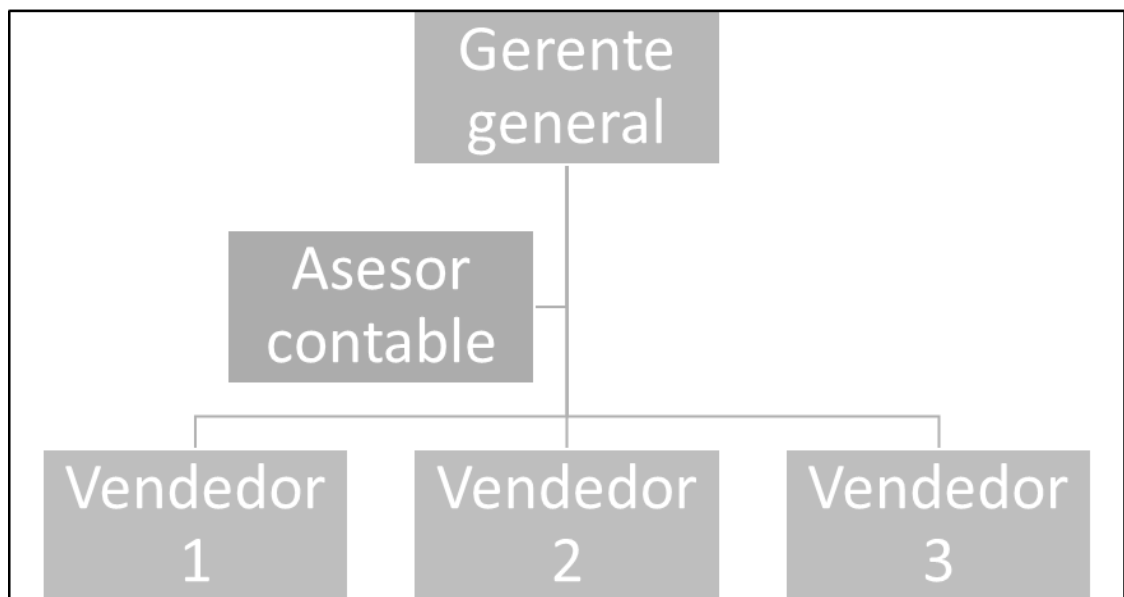 Gerente
general
Asesor
contable
Vendedor
1
Vendedor
2
Vendedor
3